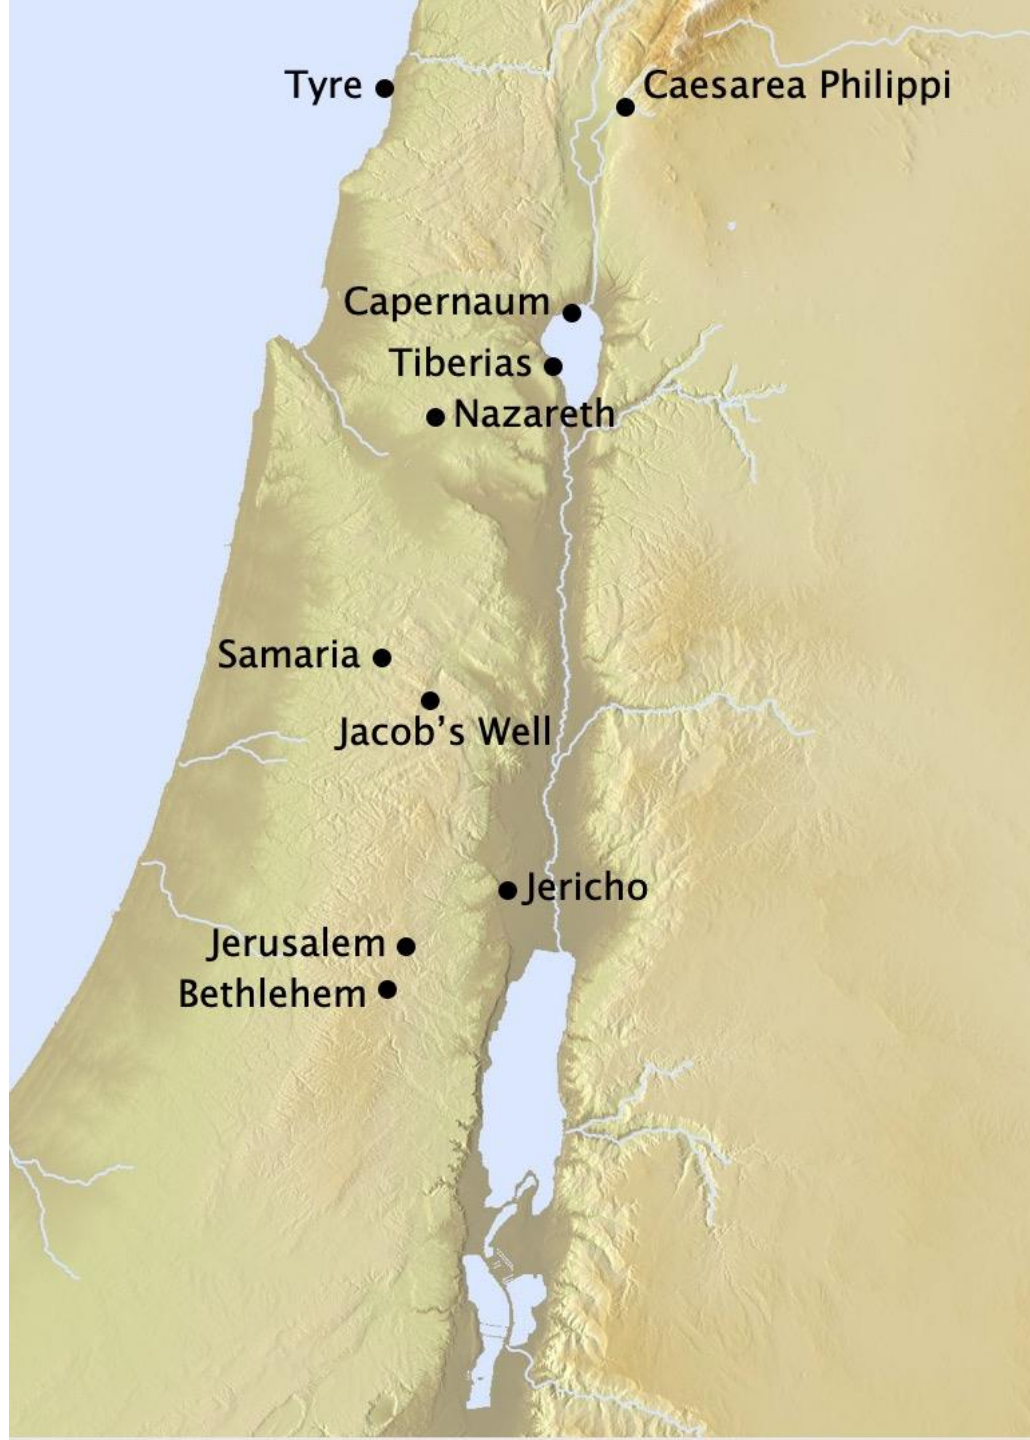 Tyre
Caesarea Philippi
Capernaum
Tiberias
Nazareth
Samaria
Jacob’s Well
Jericho
Jerusalem
Bethlehem